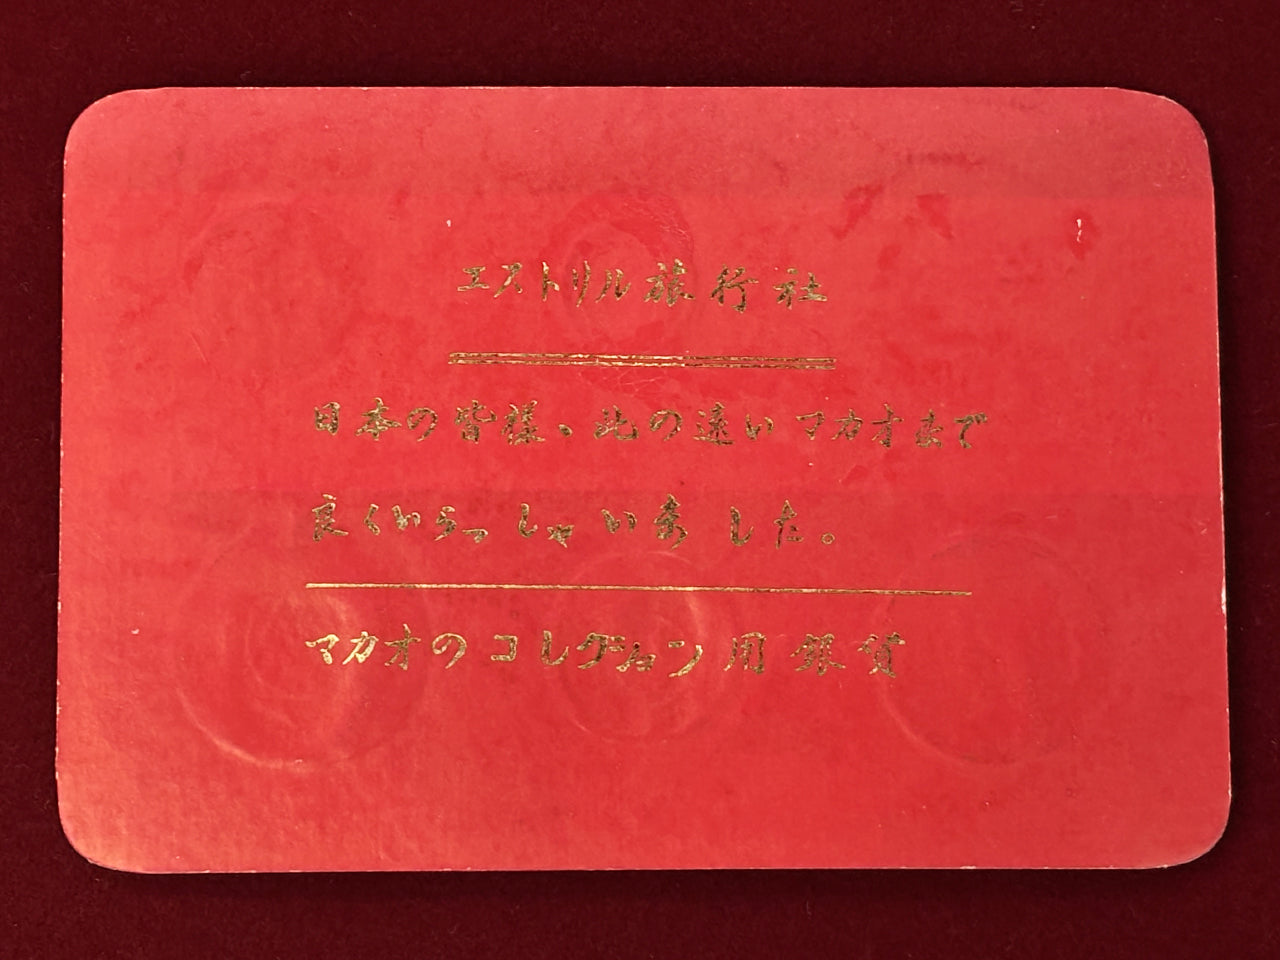 エストリル旅行社
日本の皆様、此の遠いマカオまで
良くいらっしゃいました。
マカオのコレクション用銀貨